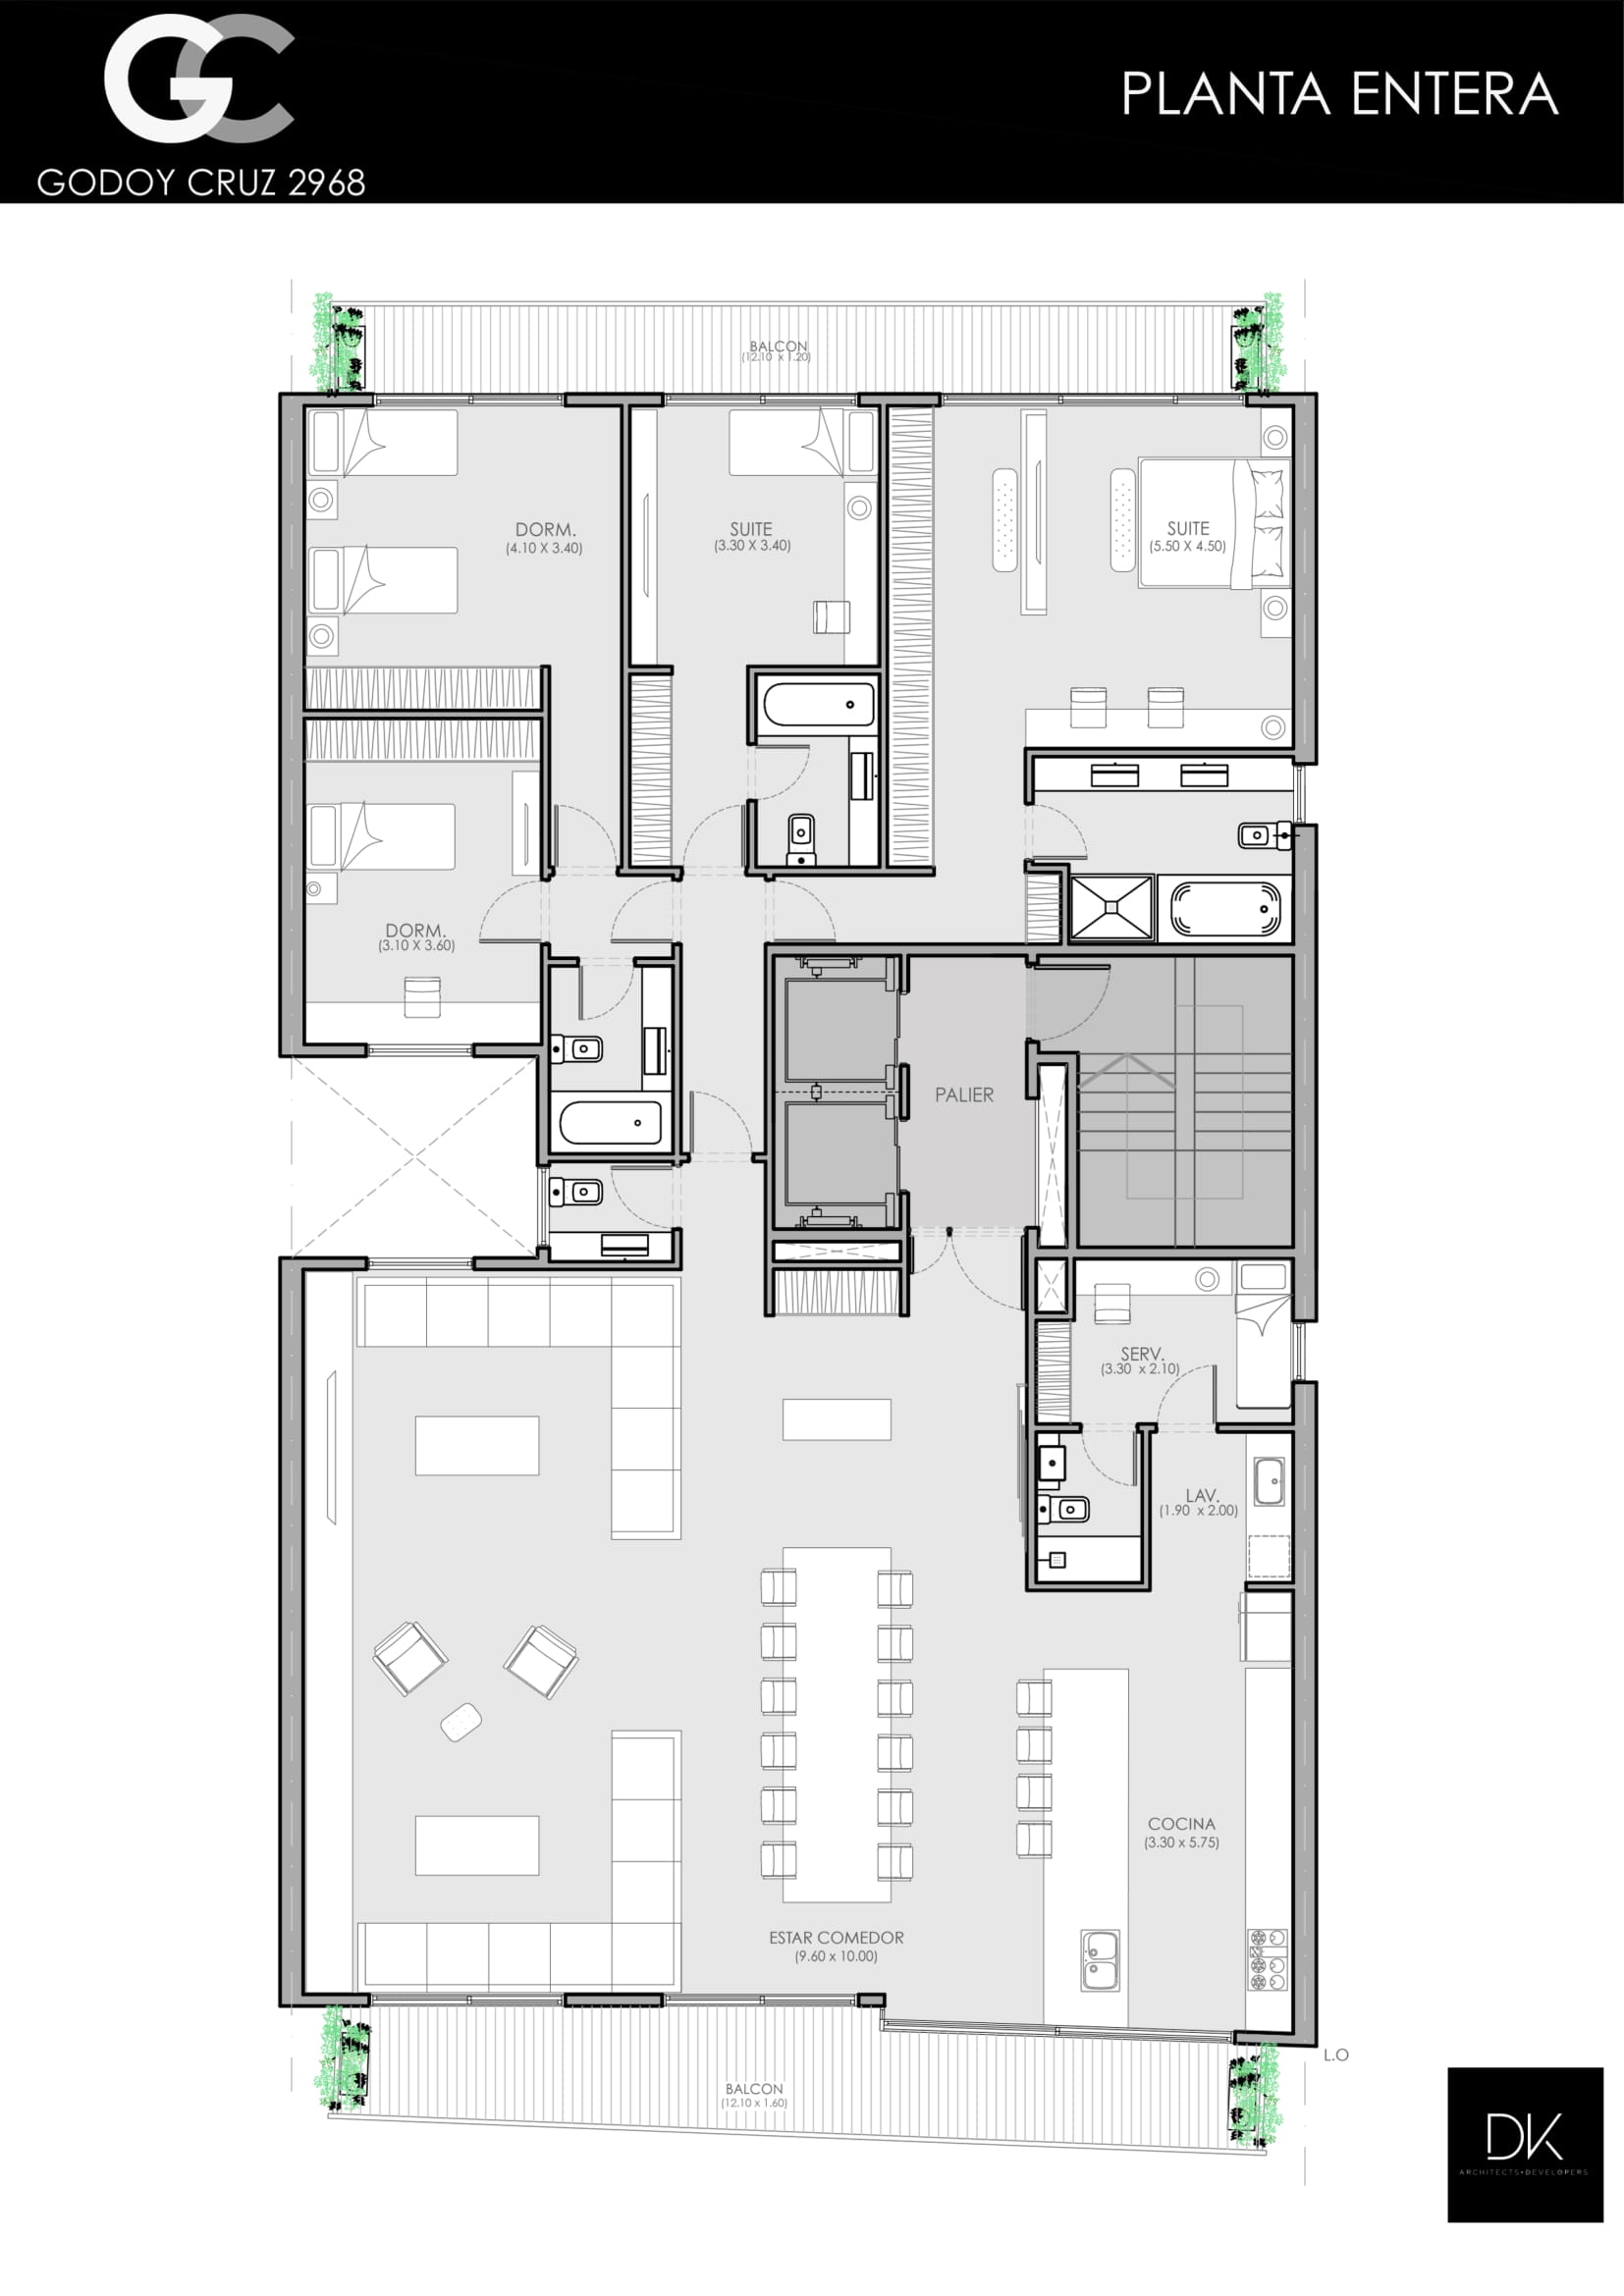 GC
PLANTA ENTERA
GODOY CRUZ 2968
BALCON
(12.10 x 1.20)
DORM.
(4.10 X 3.40)
SUITE
(3.30 X 3.40)
SUITE
(5.50 X 4.50)
DORM.
(3.10 X 3.60)
PALIER
SERV.
(3.30 x 2.10)
LAV.
(1.90 x 2.00)
COCINA
(3.30 x 5.75)
ESTAR COMEDOR
(9.60 x 10.00)
L.O
BALCON
(12.10 x 1.60)
DK
ARCHITECTS+DEVELOPERS